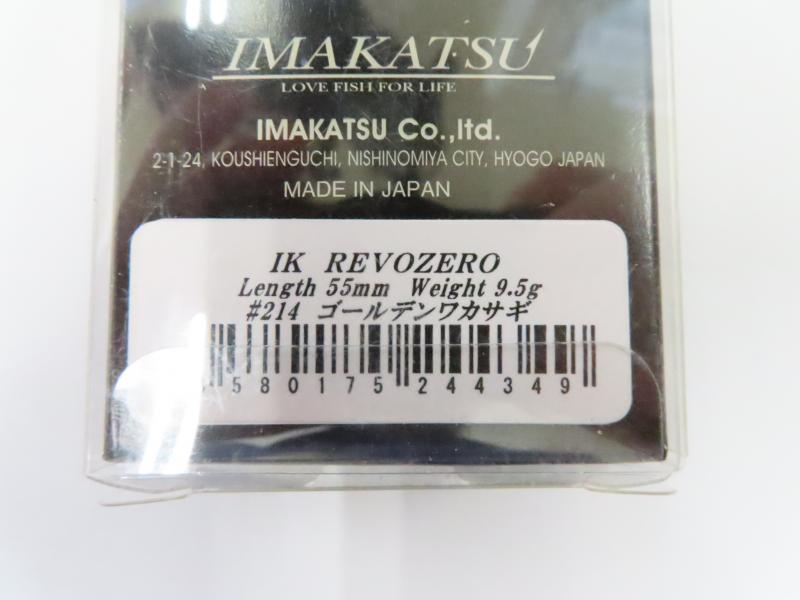 IMAKATSU
LOVE FISH FOR LIFE
IMAKATSU Co.,ltd.
2-1-24, KOUSHIENGUCHI, NISHINOMIYA CITY, HYOGO JAPAN
MADE IN JAPAN
IK REVOZERO
Length 55mm Weight 9.5g
#214 ゴールデンワカサギ
580175 244349